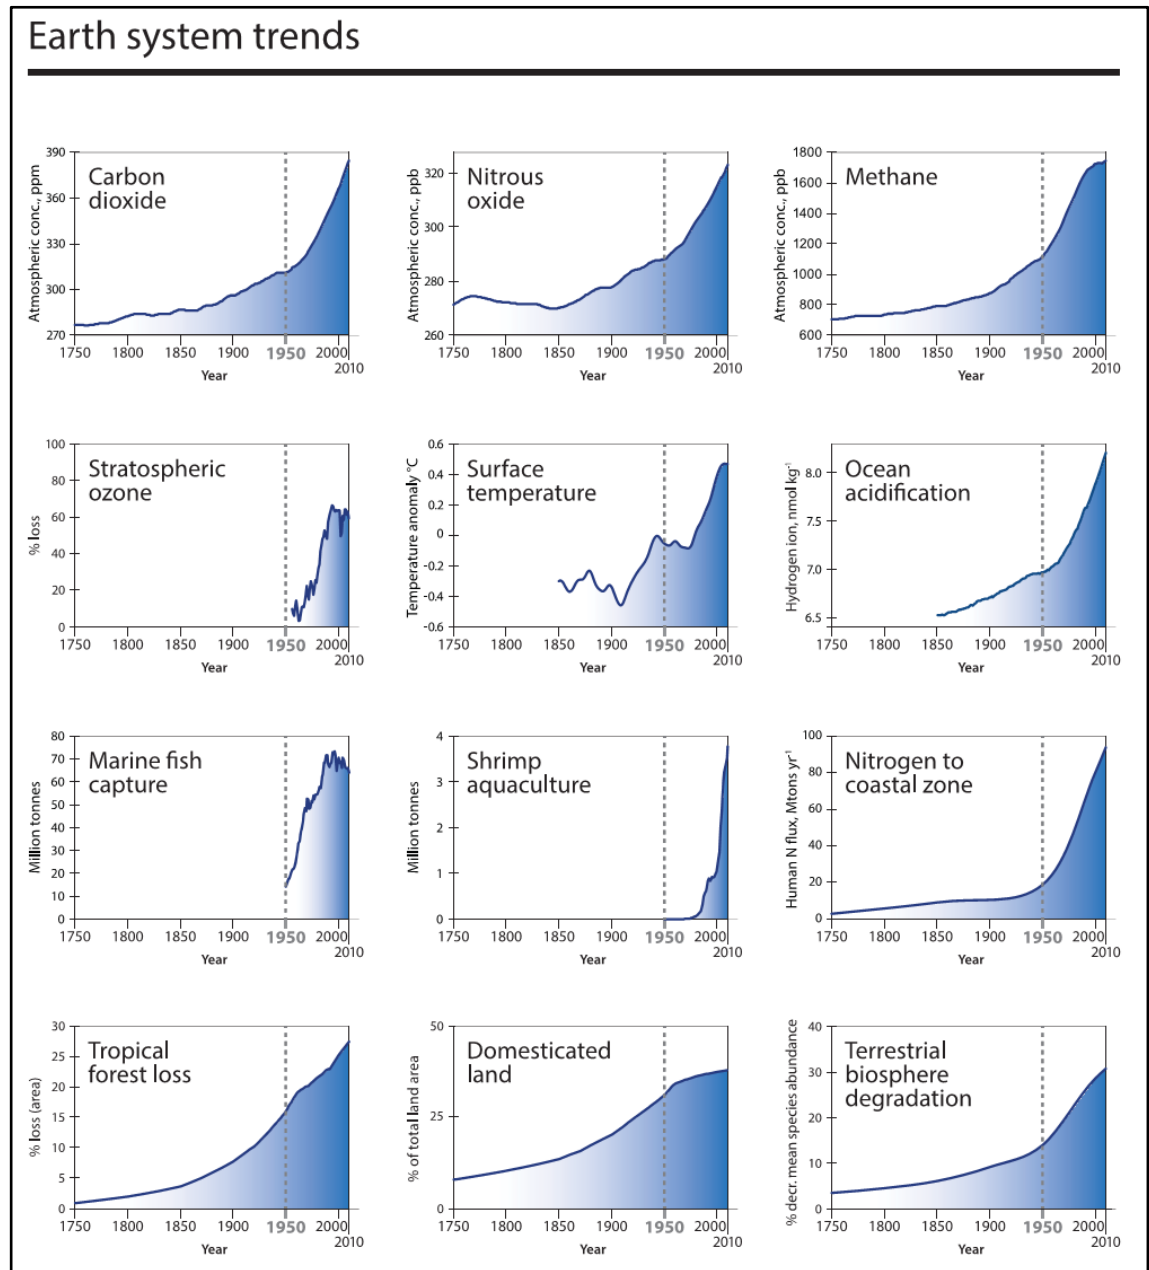 Earth system trends
Carbon
dioxide
Atmospheric conc., ppm
390
360
330
300
270
1750 1800 1850 1900 1950 2000
2010
Year
Nitrous
oxide
Atmospheric conc., ppb
320
300
280
260
1750 1800 1850 1900 1950 2000
2010
Year
Methane
Atmospheric conc., ppb
1800
1600
1400
1200
1000
800
600
1750 1800 1850 1900 1950 2000
2010
Year
Stratospheric
ozone
% loss
100
80
60
40
20
0
1750 1800 1850 1900 1950 2000
2010
Year
Surface
temperature
Temperature anomaly °C
0.6
0.4
0.2
0
-0.2
-0.4
-0.6
1750 1800 1850 1900 1950 2000
2010
Year
Ocean
acidification
Hydrogen ion, nmol kg⁻¹
8.0
7.5
7.0
6.5
1750 1800 1850 1900 1950 2000
2010
Year
Marine fish
capture
Million tonnes
80
70
60
50
40
30
20
10
0
1750 1800 1850 1900 1950 2000
2010
Year
Shrimp
aquaculture
Million tonnes
4
3
2
1
0
1750 1800 1850 1900 1950 2000
2010
Year
Nitrogen to
coastal zone
Human N flux, Mtons yr⁻¹
100
80
60
40
20
0
1750 1800 1850 1900 1950 2000
2010
Year
Tropical
forest loss
% loss (area)
30
25
20
15
10
5
0
1750 1800 1850 1900 1950 2000
2010
Year
Domesticated
land
% of total land area
50
25
0
1750 1800 1850 1900 1950 2000
2010
Year
Terrestrial
biosphere
degradation
% decr. mean species abundance
40
30
20
10
0
1750 1800 1850 1900 1950 2000
2010
Year